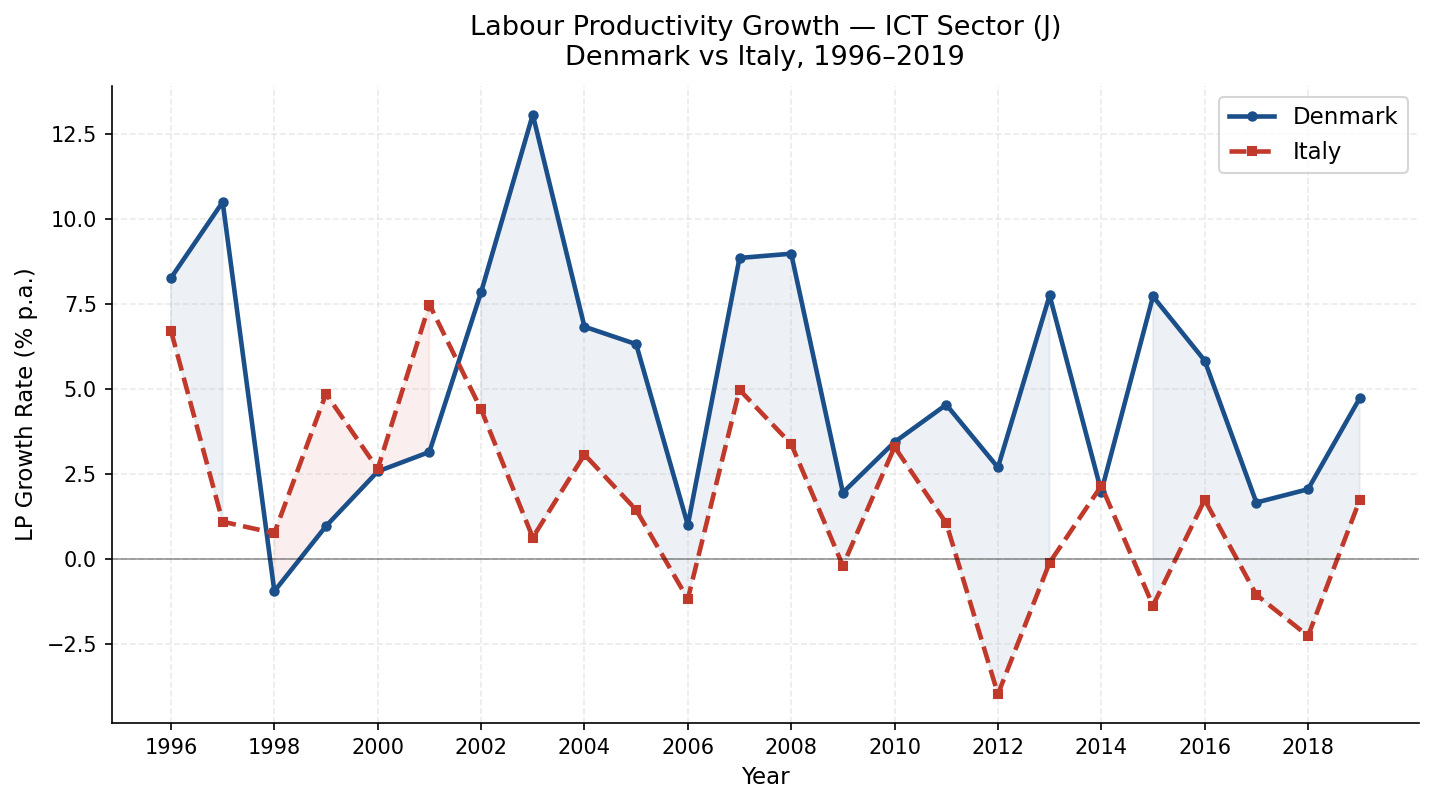 Labour Productivity Growth — ICT Sector (J)
Denmark vs Italy, 1996–2019
Denmark
Italy
LP Growth Rate (% p.a.)
12.5
10.0
7.5
5.0
2.5
0.0
−2.5
1996 1998 2000 2002 2004 2006 2008 2010 2012 2014 2016 2018
Year